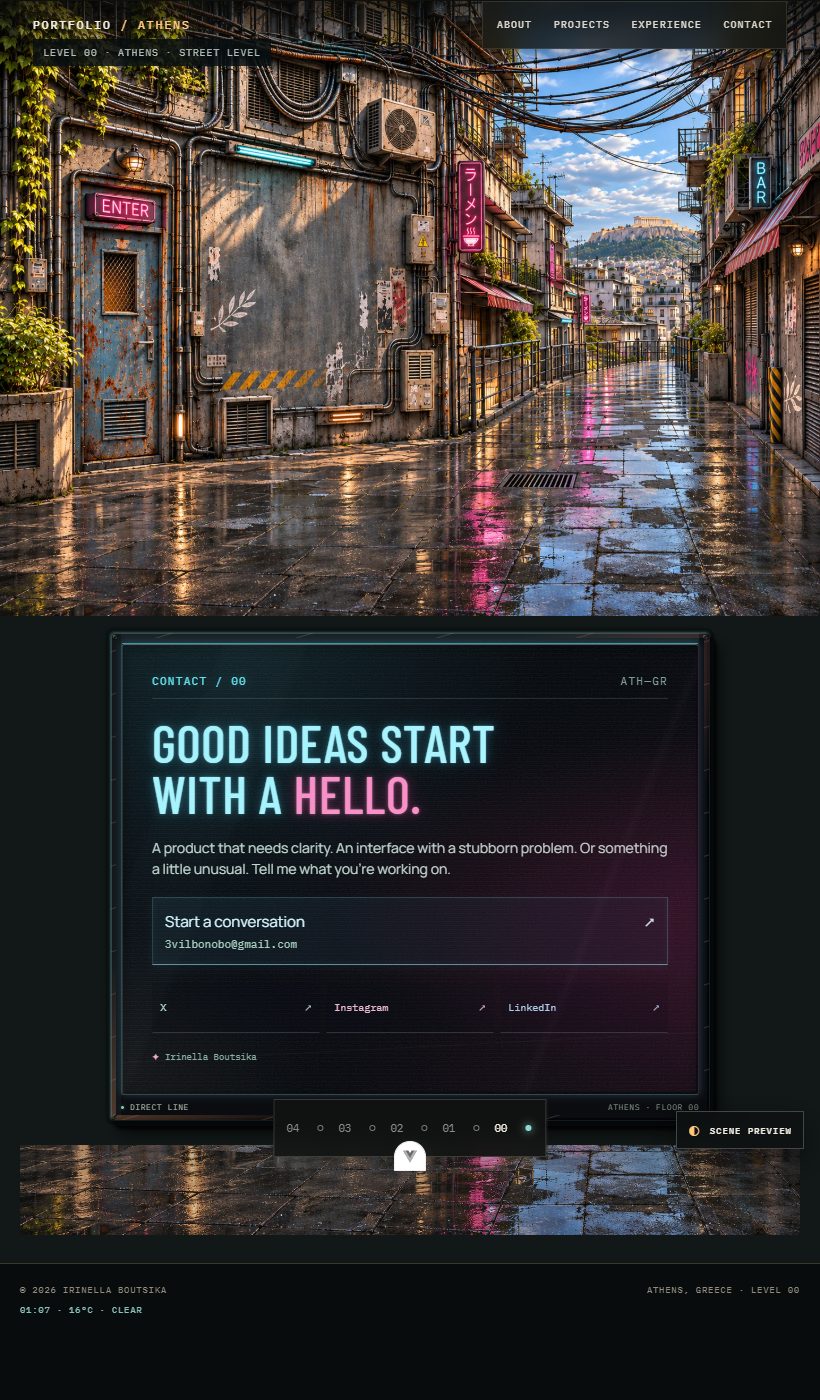 PORTFOLIO / ATHENS
ABOUT PROJECTS EXPERIENCE CONTACT
LEVEL 00 · ATHENS · STREET LEVEL
ENTER
ラーメン
BAR
CONTACT / 00
ATH—GR
GOOD IDEAS START
WITH A HELLO.
A product that needs clarity. An interface with a stubborn problem. Or something
a little unusual. Tell me what you're working on.
Start a conversation ↗
3vilbonobo@gmail.com
X ↗ Instagram ↗ LinkedIn ↗
✦ Irinella Boutsika
• DIRECT LINE
ATHENS · FLOOR 00
04 03 02 01 00
SCENE PREVIEW
© 2026 IRINELLA BOUTSIKA
ATHENS, GREECE · LEVEL 00
01:07 · 16°C · CLEAR